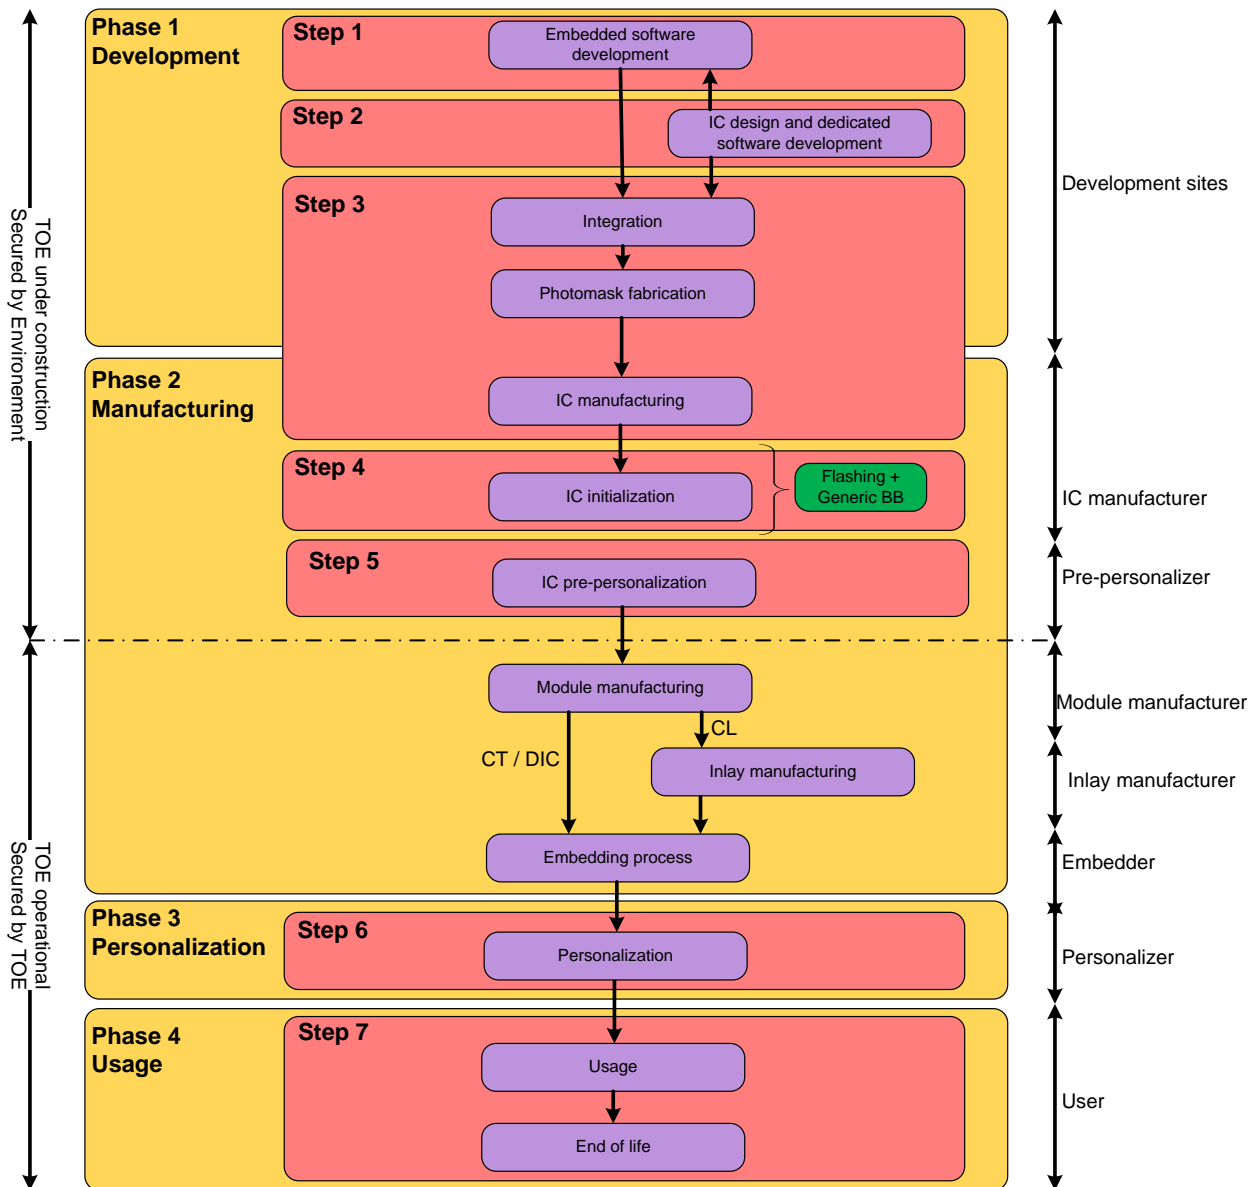 Phase 1
Development
Step 1
Embedded software
development
Step 2
IC design and dedicated
software development
Development sites
Step 3
Integration
TOE under construction
Secured by Environement
Photomask fabrication
Phase 2
Manufacturing
IC manufacturing
Step 4
IC initialization
Flashing +
Generic BB
IC manufacturer
Step 5
IC pre-personalization
Pre-personalizer
Module manufacturing
Module manufacturer
CL
CT / DIC
Inlay manufacturing
Inlay manufacturer
Embedding process
Embedder
TOE operational
Secured by TOE
Phase 3
Personalization
Step 6
Personalization
Personalizer
Phase 4
Usage
Step 7
Usage
User
End of life